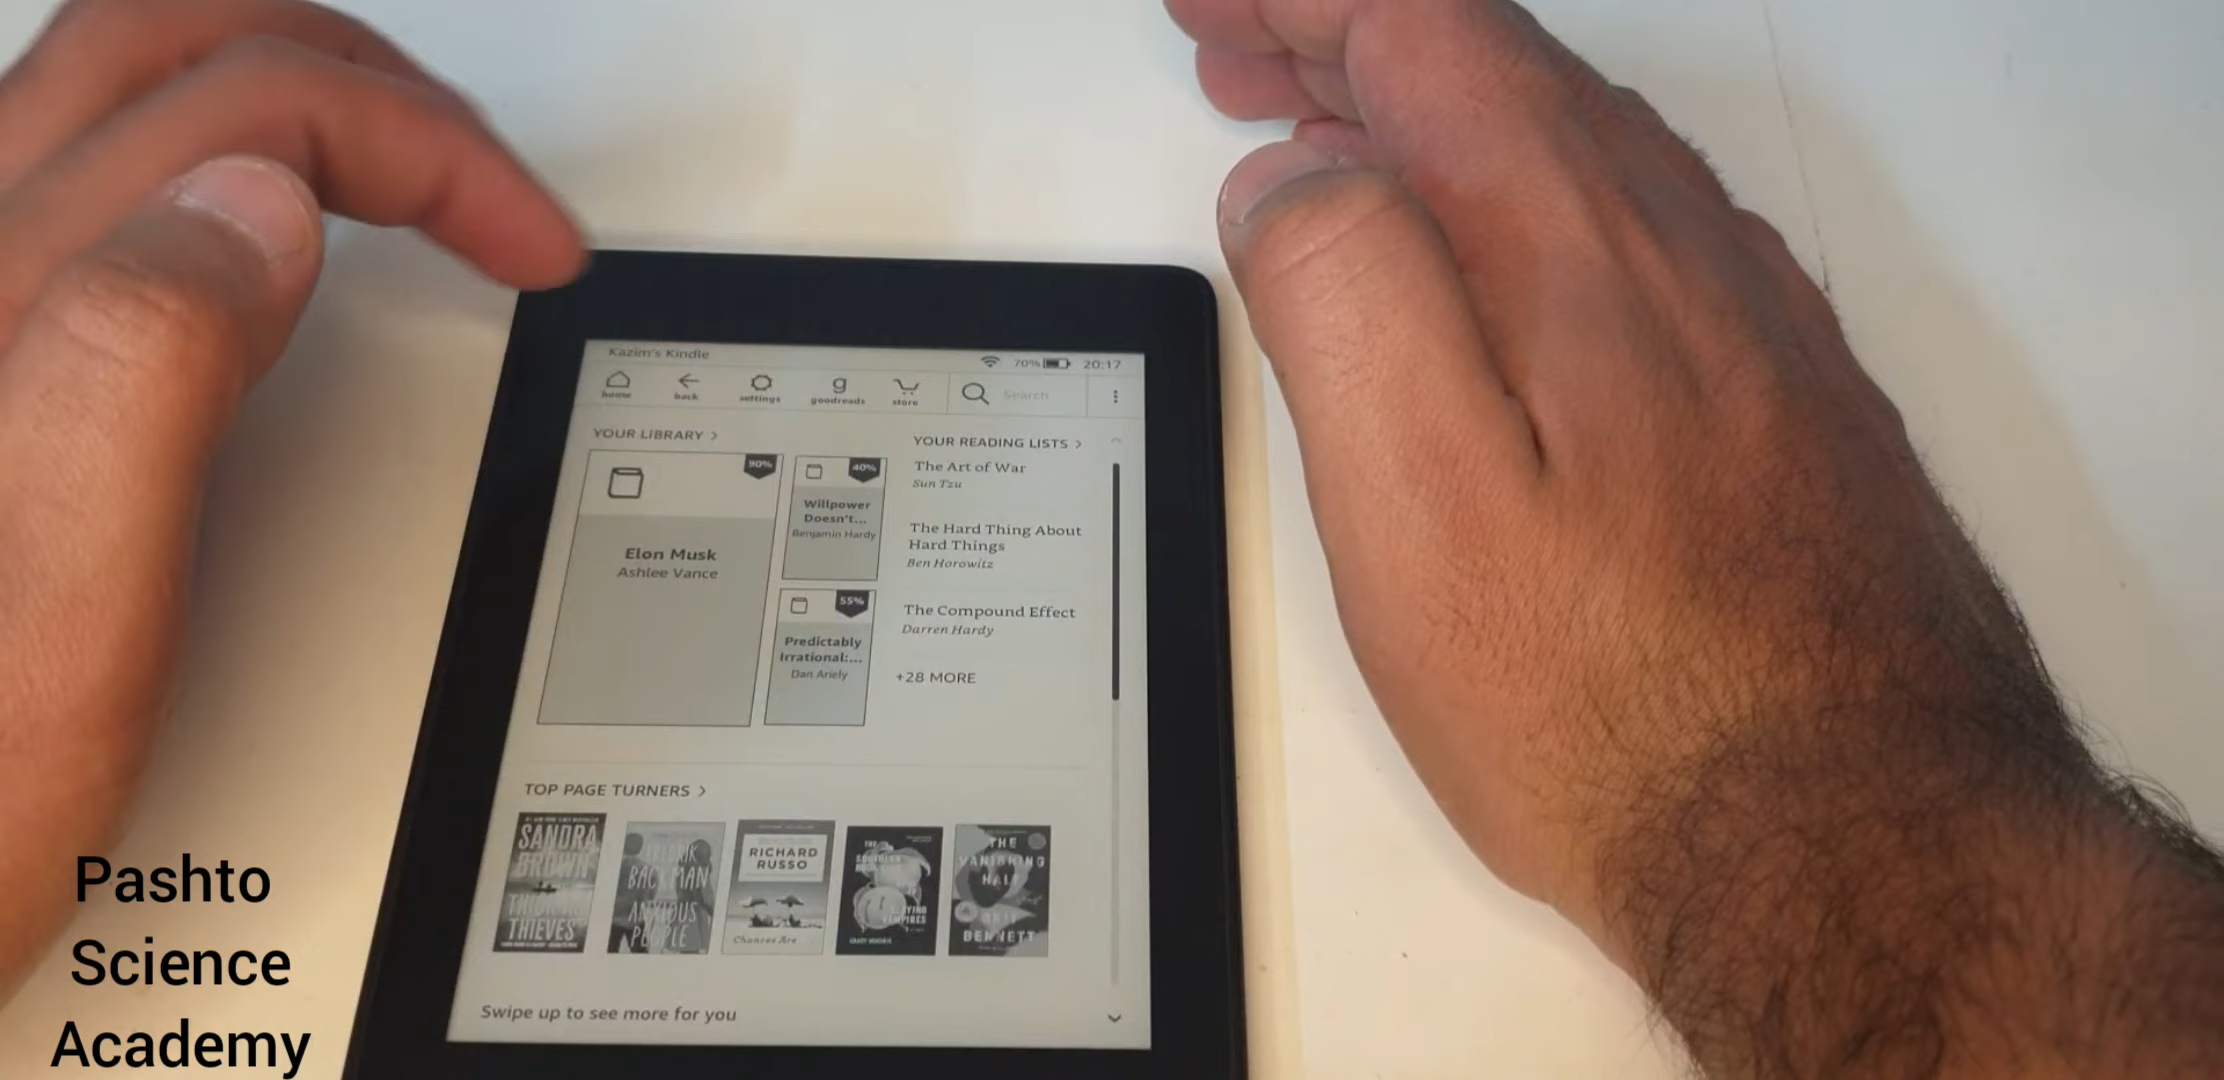 Kazim's Kindle
70% 20:17
home back settings goodreads store Search
YOUR LIBRARY >
90%
Elon Musk
Ashlee Vance
40%
Willpower
Doesn't...
Benjamin Hardy
55%
Predictably
Irrational:...
Dan Ariely
YOUR READING LISTS >
The Art of War
Sun Tzu
The Hard Thing About
Hard Things
Ben Horowitz
The Compound Effect
Darren Hardy
+28 MORE
TOP PAGE TURNERS >
SANDRA
BROWN
THICK AS
THIEVES
FREDRIK
BACKMAN
ANXIOUS
PEOPLE
RICHARD
RUSSO
Chances Are
THE
THE
VANISHING
HALF
BRIT
BENNETT
Swipe up to see more for you
Pashto
Science
Academy